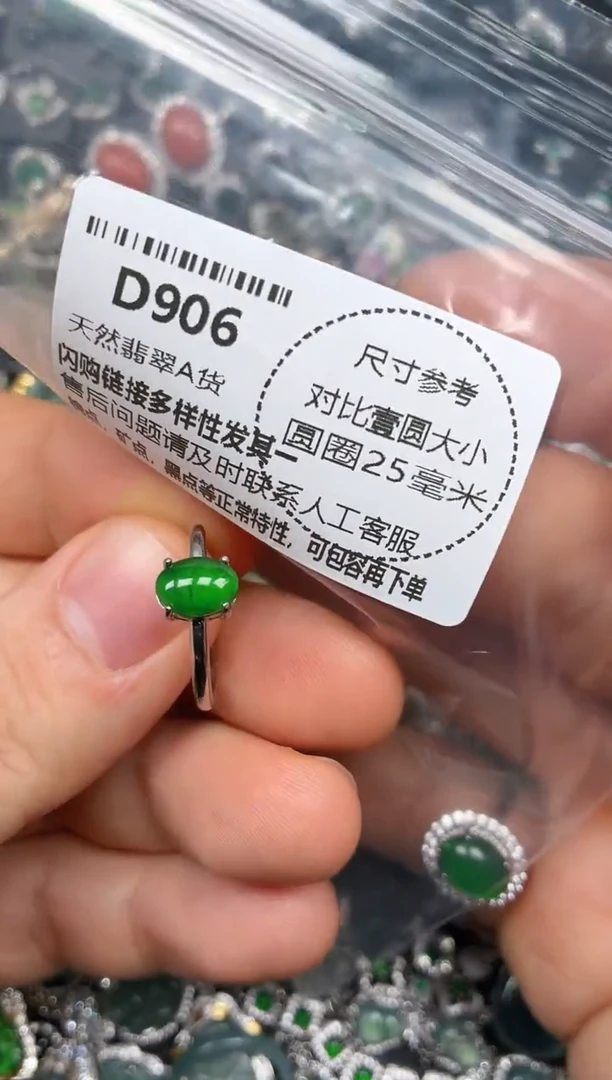 D906
天然翡翠A货
闪购链接多样性发其一
售后问题请及时联系人工客服
黑点等正常特性，可包容再下单
尺寸参考
对比壹圆大小
圆圈25毫米